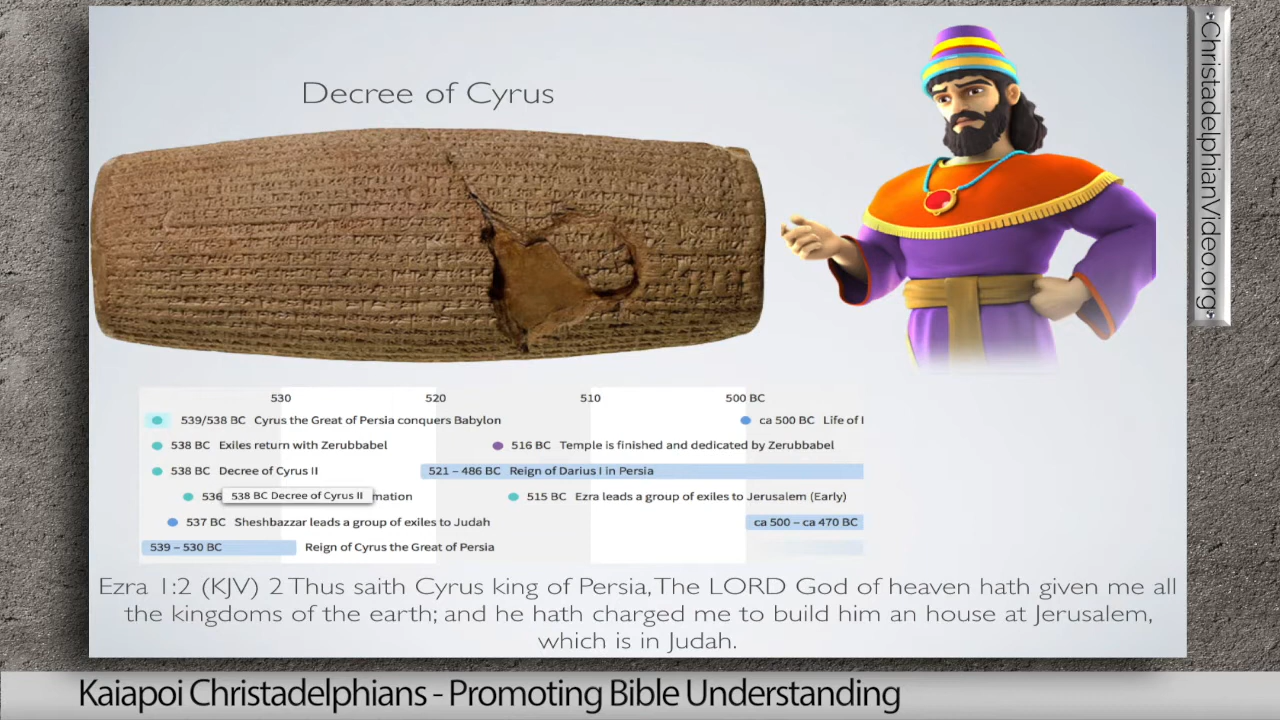 Decree of Cyrus
ChristadelphianVideo.org
530 520 510 500 BC
539/538 BC Cyrus the Great of Persia conquers Babylon
ca 500 BC Life of
538 BC Exiles return with Zerubbabel
516 BC Temple is finished and dedicated by Zerubbabel
538 BC Decree of Cyrus II
521 – 486 BC Reign of Darius I in Persia
536 538 BC Decree of Cyrus II mation
515 BC Ezra leads a group of exiles to Jerusalem (Early)
537 BC Sheshbazzar leads a group of exiles to Judah
ca 500 – ca 470 BC
539 – 530 BC Reign of Cyrus the Great of Persia
Ezra 1:2 (KJV) 2 Thus saith Cyrus king of Persia, The LORD God of heaven hath given me all
the kingdoms of the earth; and he hath charged me to build him an house at Jerusalem,
which is in Judah.
Kaiapoi Christadelphians - Promoting Bible Understanding